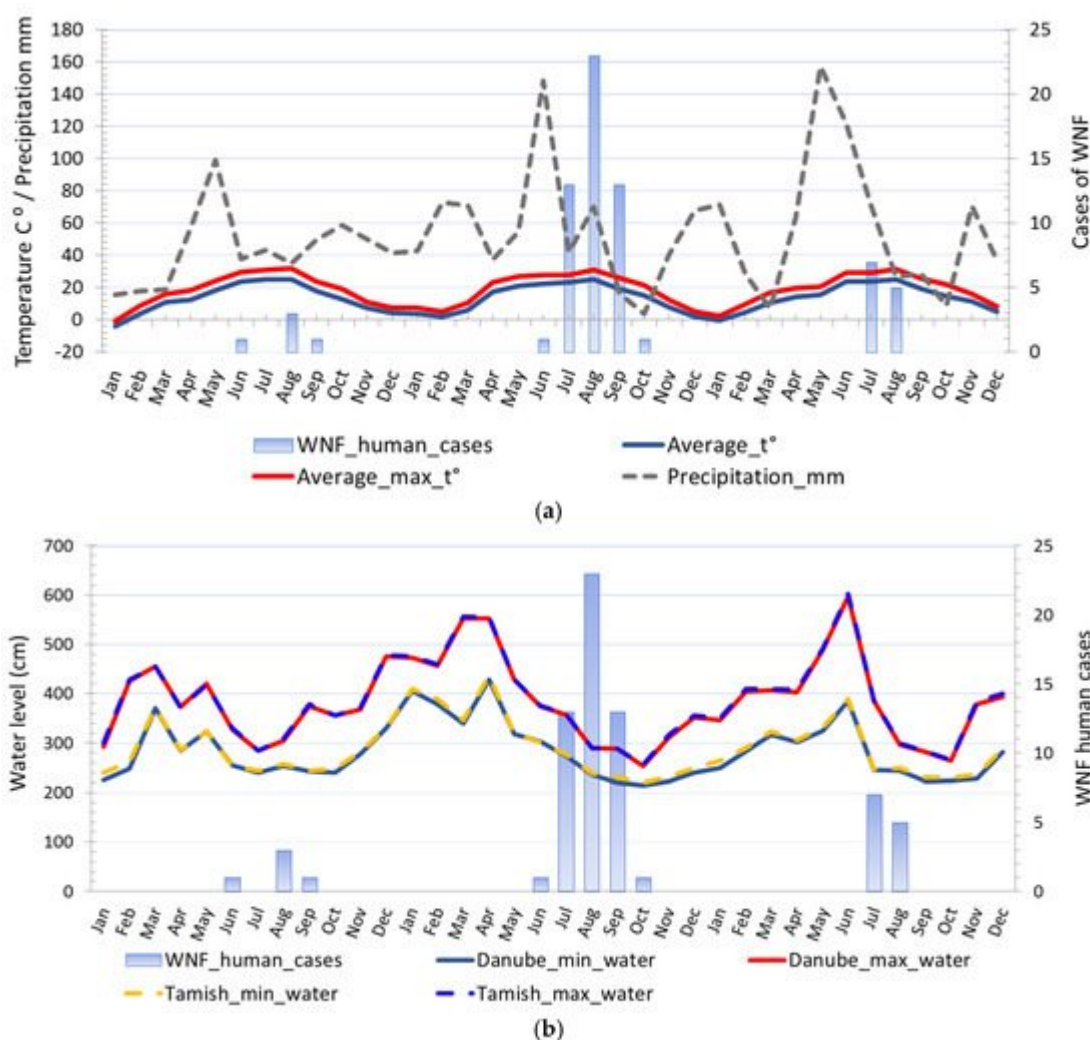 180
160
140
120
100
80
60
40
20
0
-20
Temperature C º / Precipitation mm
25
20
15
10
5
0
Cases of WNF
Jan Feb Mar Apr May Jun Jul Aug Sep Oct Nov Dec Jan Feb Mar Apr May Jun Jul Aug Sep Oct Nov Dec Jan Feb Mar Apr May Jun Jul Aug Sep Oct Nov Dec
WNF_human_cases Average_t°
Average_max_t° Precipitation_mm
(a)
700
600
500
400
300
200
100
0
Water level (cm)
25
20
15
10
5
0
WNF human cases
Jan Feb Mar Apr May Jun Jul Aug Sep Oct Nov Dec Jan Feb Mar Apr May Jun Jul Aug Sep Oct Nov Dec Jan Feb Mar Apr May Jun Jul Aug Sep Oct Nov Dec
WNF_human_cases Danube_min_water Danube_max_water
Tamish_min_water Tamish_max_water
(b)